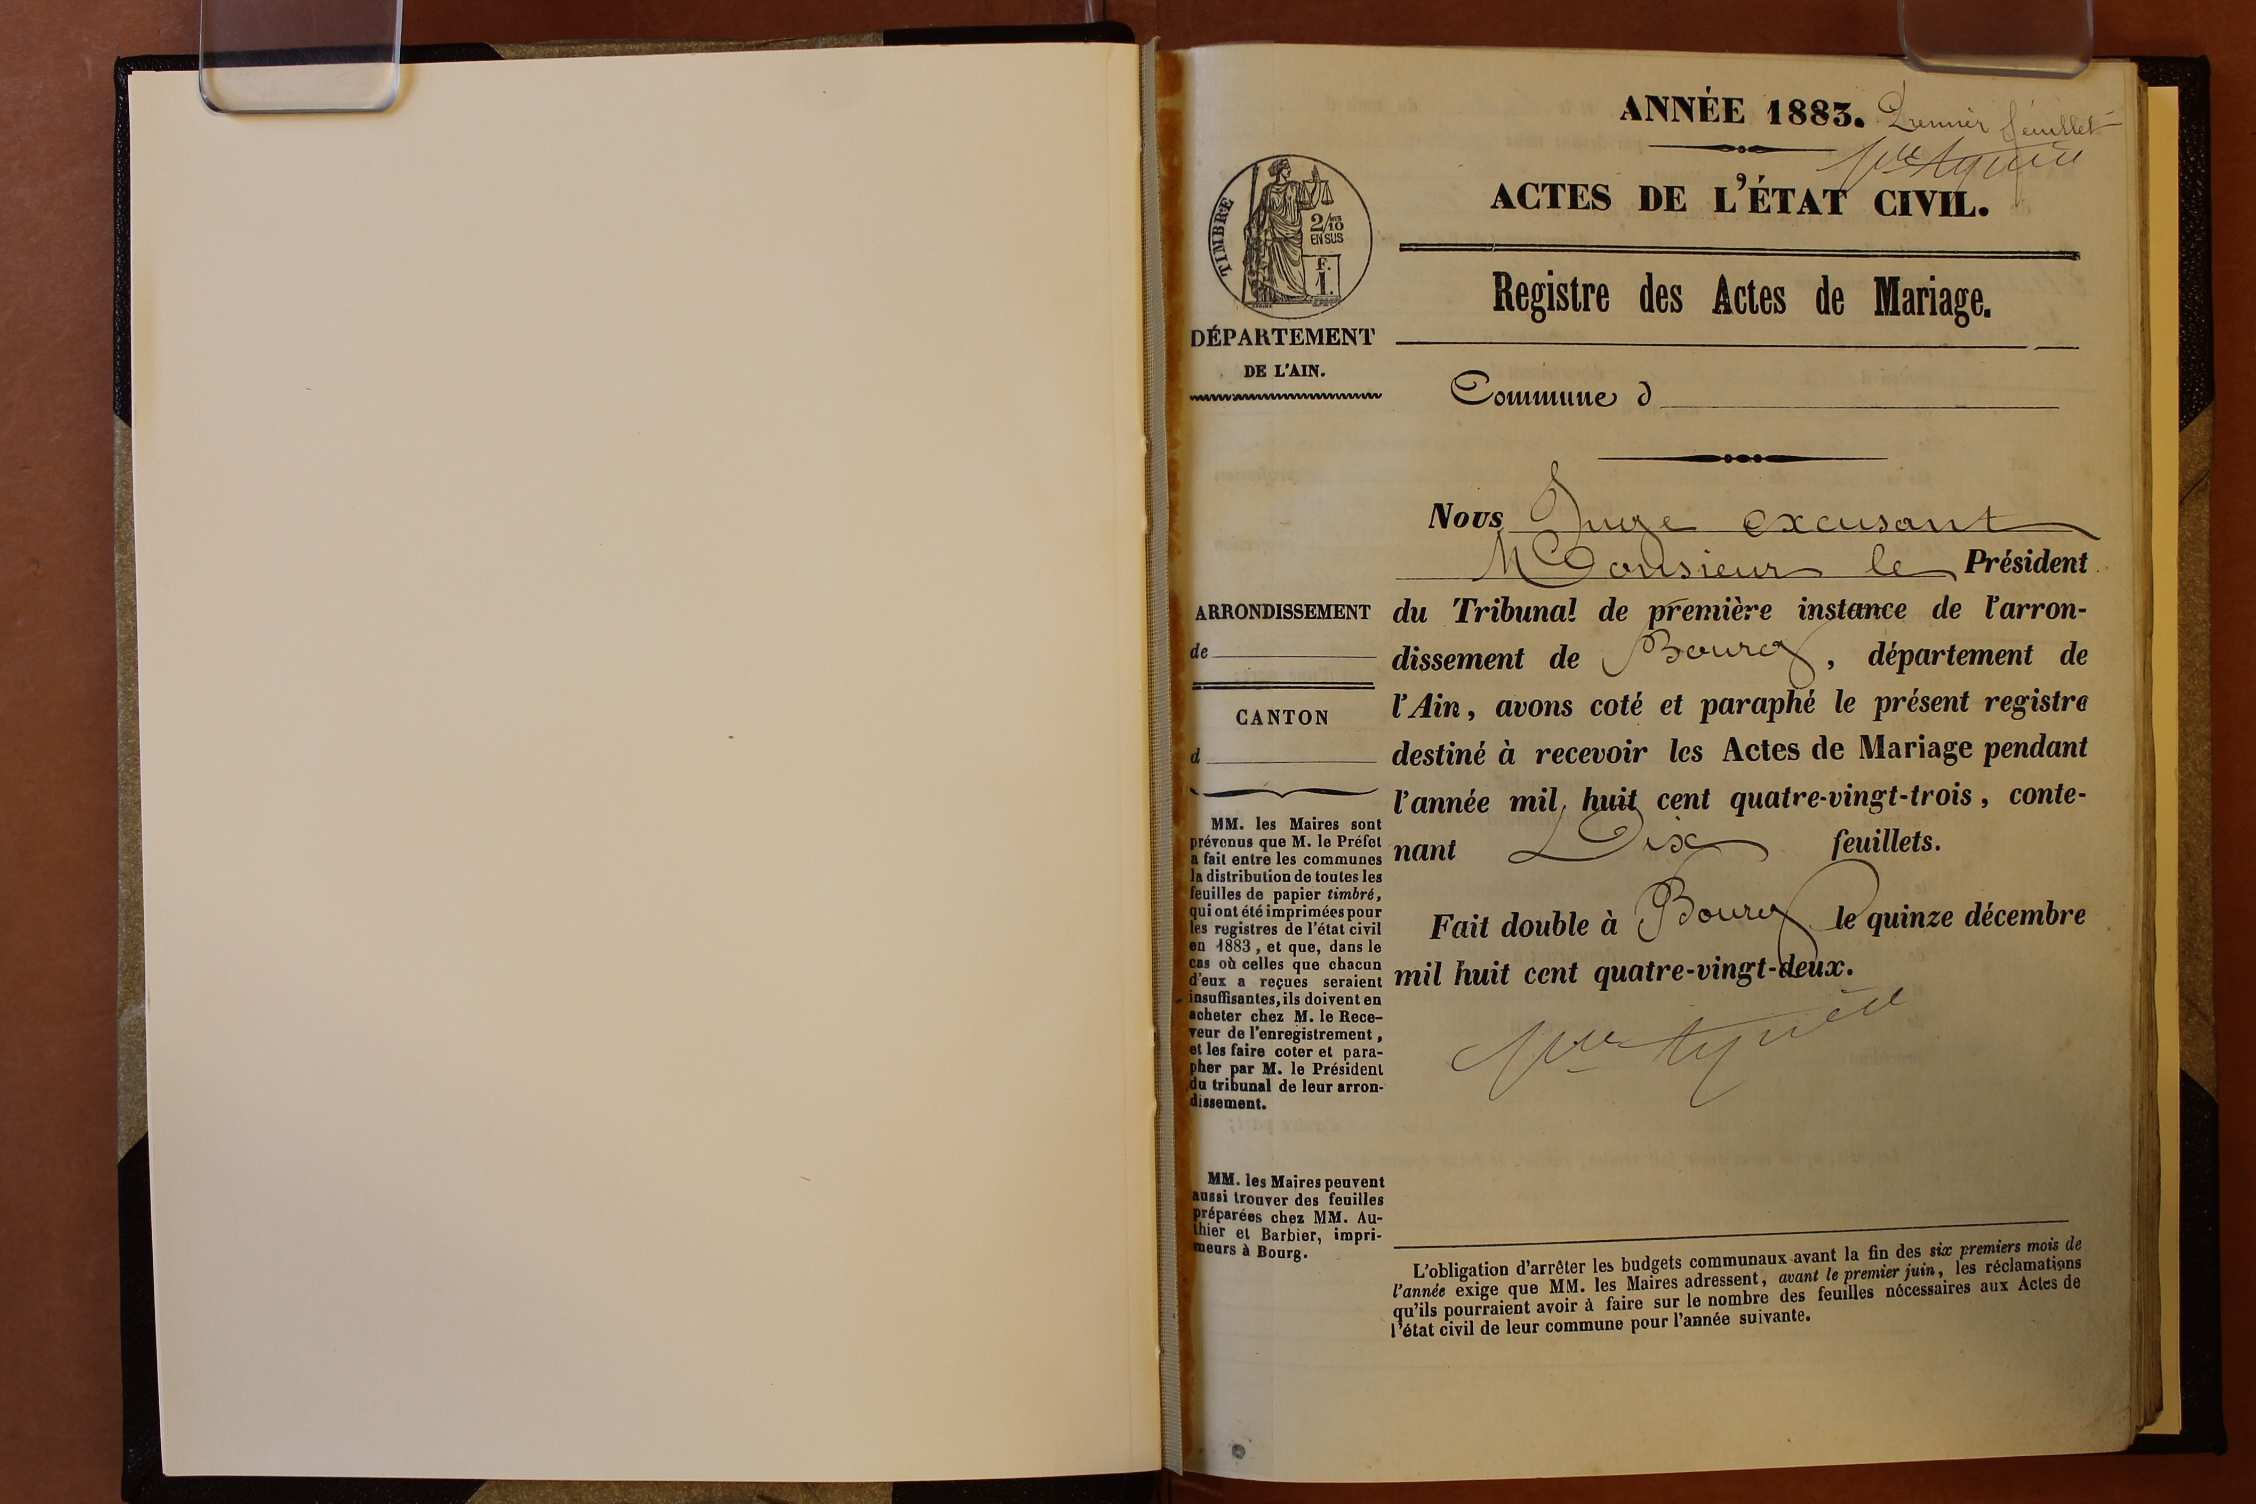 ANNÉE 1883. Premier feuillet
ACTES DE L'ÉTAT CIVIL.
Registre des Actes de Mariage.
TIMBRE
2/10
EN SUS
F.
1.
DÉPARTEMENT
DE L'AIN.
Commune d
Nous Juge excusant
Monsieur le Président
du Tribunal de première instance de l'arron-
dissement de Bourg, département de
l'Ain, avons coté et paraphé le présent registre
destiné à recevoir les Actes de Mariage pendant
l'année mil huit cent quatre-vingt-trois, conte-
nant Dix feuillets.
Fait double à Bourg le quinze décembre
mil huit cent quatre-vingt-deux.
ARRONDISSEMENT
de
CANTON
d
MM. les Maires sont
prévenus que M. le Préfet
a fait entre les communes
la distribution de toutes les
feuilles de papier timbré,
qui ont été imprimées pour
les registres de l'état civil
en 1883, et que, dans le
cas où celles que chacun
d'eux a reçues seraient
insuffisantes, ils doivent en
acheter chez M. le Rece-
veur de l'enregistrement,
et les faire coter et para-
pher par M. le Président
du tribunal de leur arron-
dissement.
MM. les Maires peuvent
aussi trouver des feuilles
préparées chez MM. Au-
thier et Barbier, impri-
meurs à Bourg.
L'obligation d'arrêter les budgets communaux avant la fin des six premiers mois de
l'année exige que MM. les Maires adressent, avant le premier juin, les réclamations
qu'ils pourraient avoir à faire sur le nombre des feuilles nécessaires aux Actes de
l'état civil de leur commune pour l'année suivante.